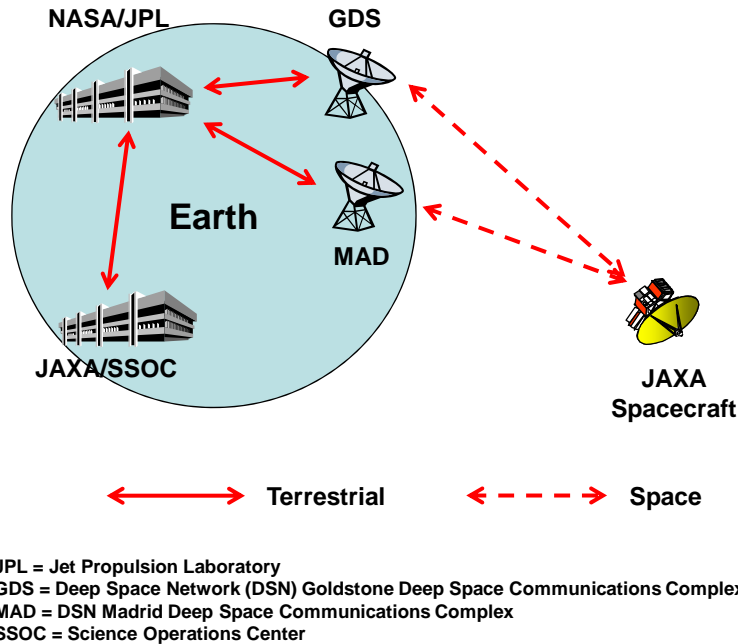 NASA/JPL
GDS
Earth
MAD
JAXA/SSOC
JAXA
Spacecraft
Terrestrial
Space
JPL = Jet Propulsion Laboratory
GDS = Deep Space Network (DSN) Goldstone Deep Space Communications Complex
MAD = DSN Madrid Deep Space Communications Complex
SSOC = Science Operations Center